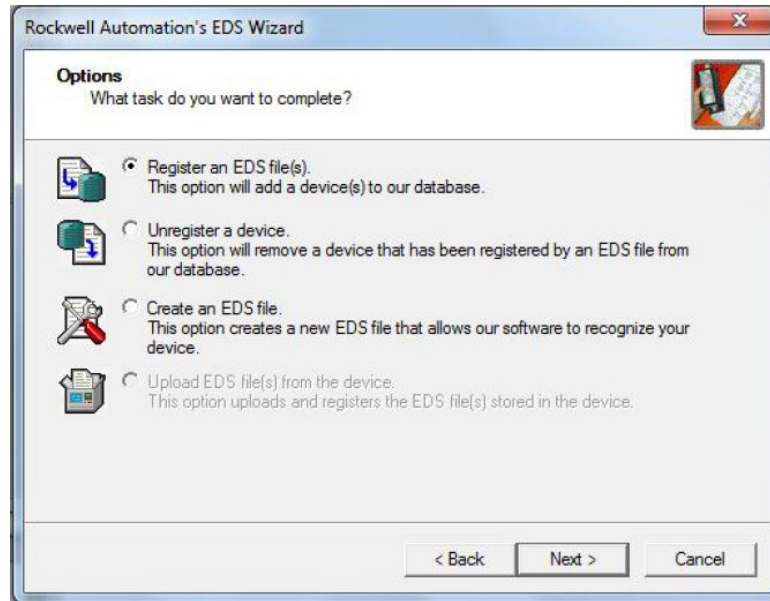 Rockwell Automation's EDS Wizard
Options
What task do you want to complete?
Register an EDS file(s).
This option will add a device(s) to our database.
Unregister a device.
This option will remove a device that has been registered by an EDS file from
our database.
Create an EDS file.
This option creates a new EDS file that allows our software to recognize your
device.
Upload EDS file(s) from the device.
This option uploads and registers the EDS file(s) stored in the device.
< Back
Next >
Cancel